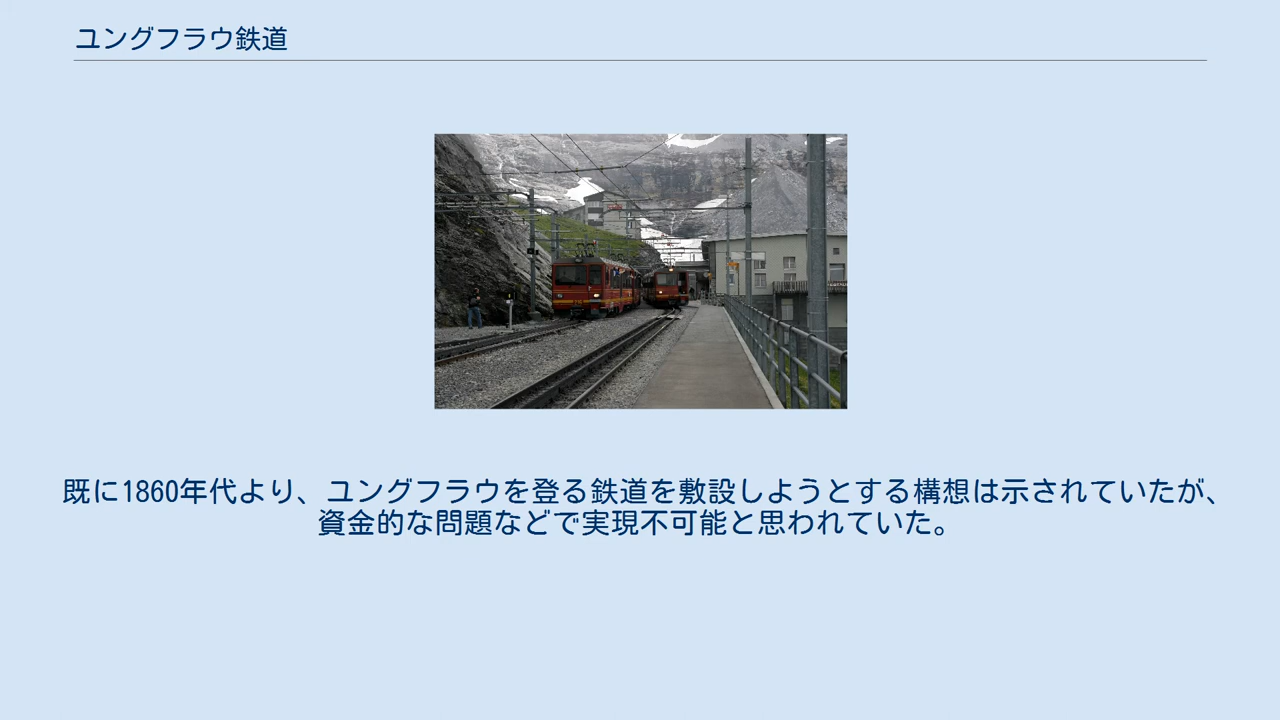 ユングフラウ鉄道
既に1860年代より、ユングフラウを登る鉄道を敷設しようとする構想は示されていたが、
資金的な問題などで実現不可能と思われていた。